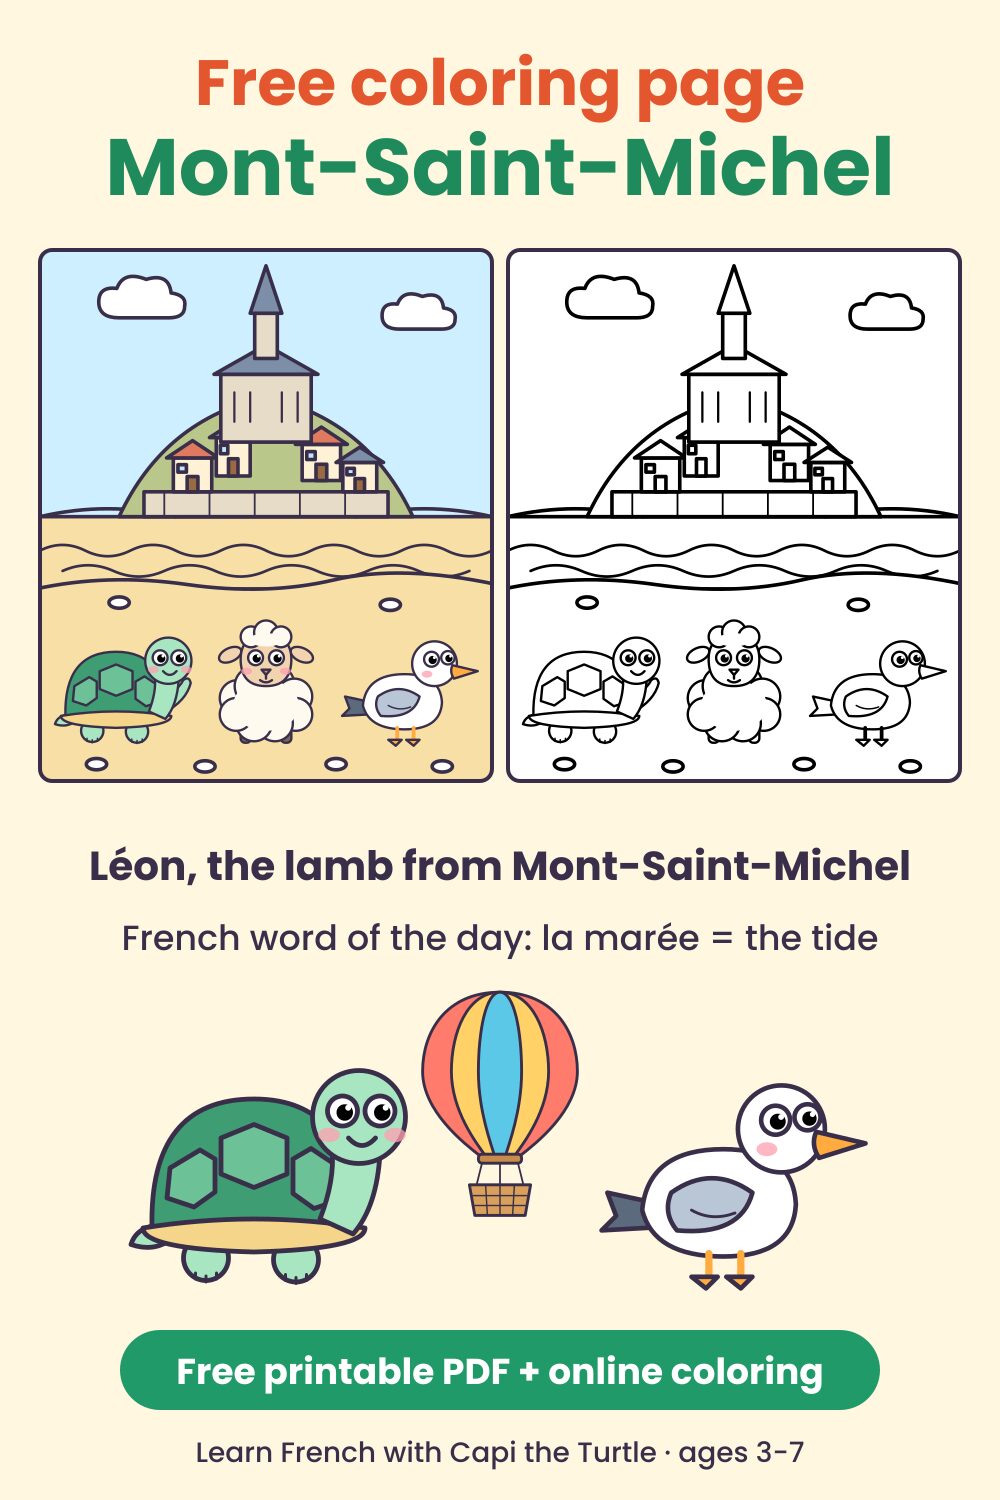 Free coloring page
Mont-Saint-Michel
Léon, the lamb from Mont-Saint-Michel
French word of the day: la marée = the tide
Free printable PDF + online coloring
Learn French with Capi the Turtle · ages 3-7